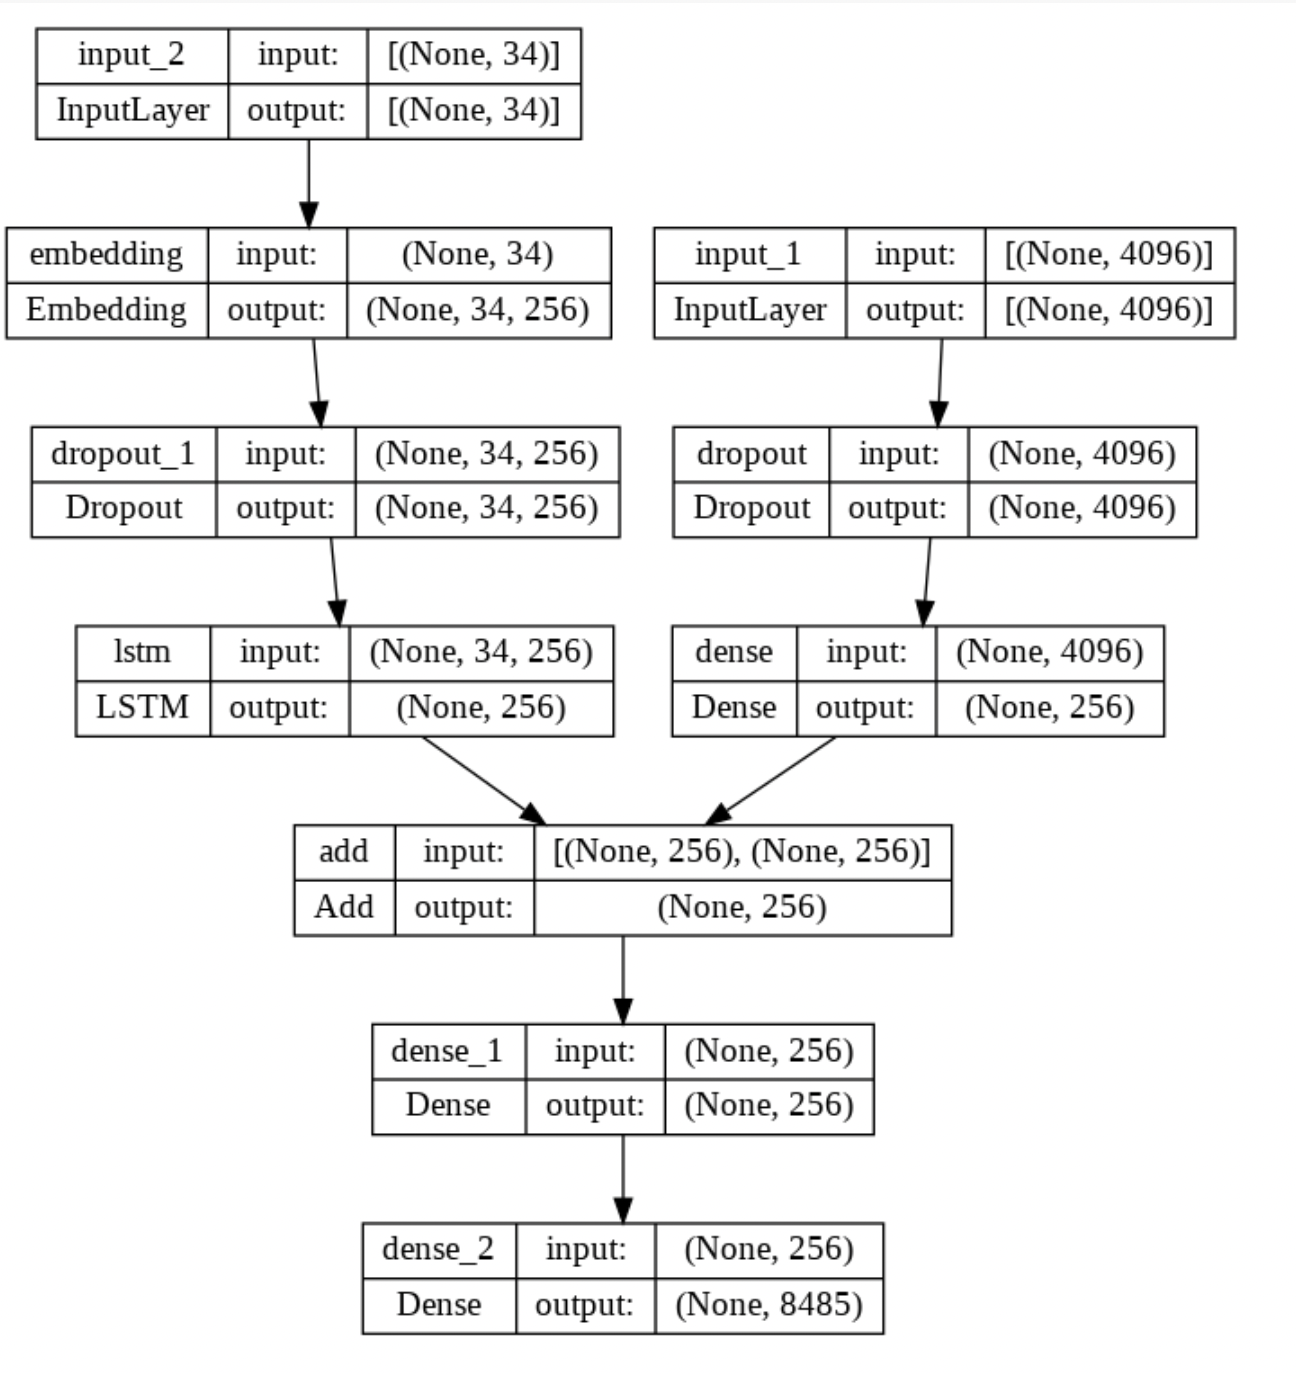 input_2 input: [(None, 34)]
InputLayer output: [(None, 34)]
embedding input: (None, 34)
Embedding output: (None, 34, 256)
input_1 input: [(None, 4096)]
InputLayer output: [(None, 4096)]
dropout_1 input: (None, 34, 256)
Dropout output: (None, 34, 256)
dropout input: (None, 4096)
Dropout output: (None, 4096)
lstm input: (None, 34, 256)
LSTM output: (None, 256)
dense input: (None, 4096)
Dense output: (None, 256)
add input: [(None, 256), (None, 256)]
Add output: (None, 256)
dense_1 input: (None, 256)
Dense output: (None, 256)
dense_2 input: (None, 256)
Dense output: (None, 8485)